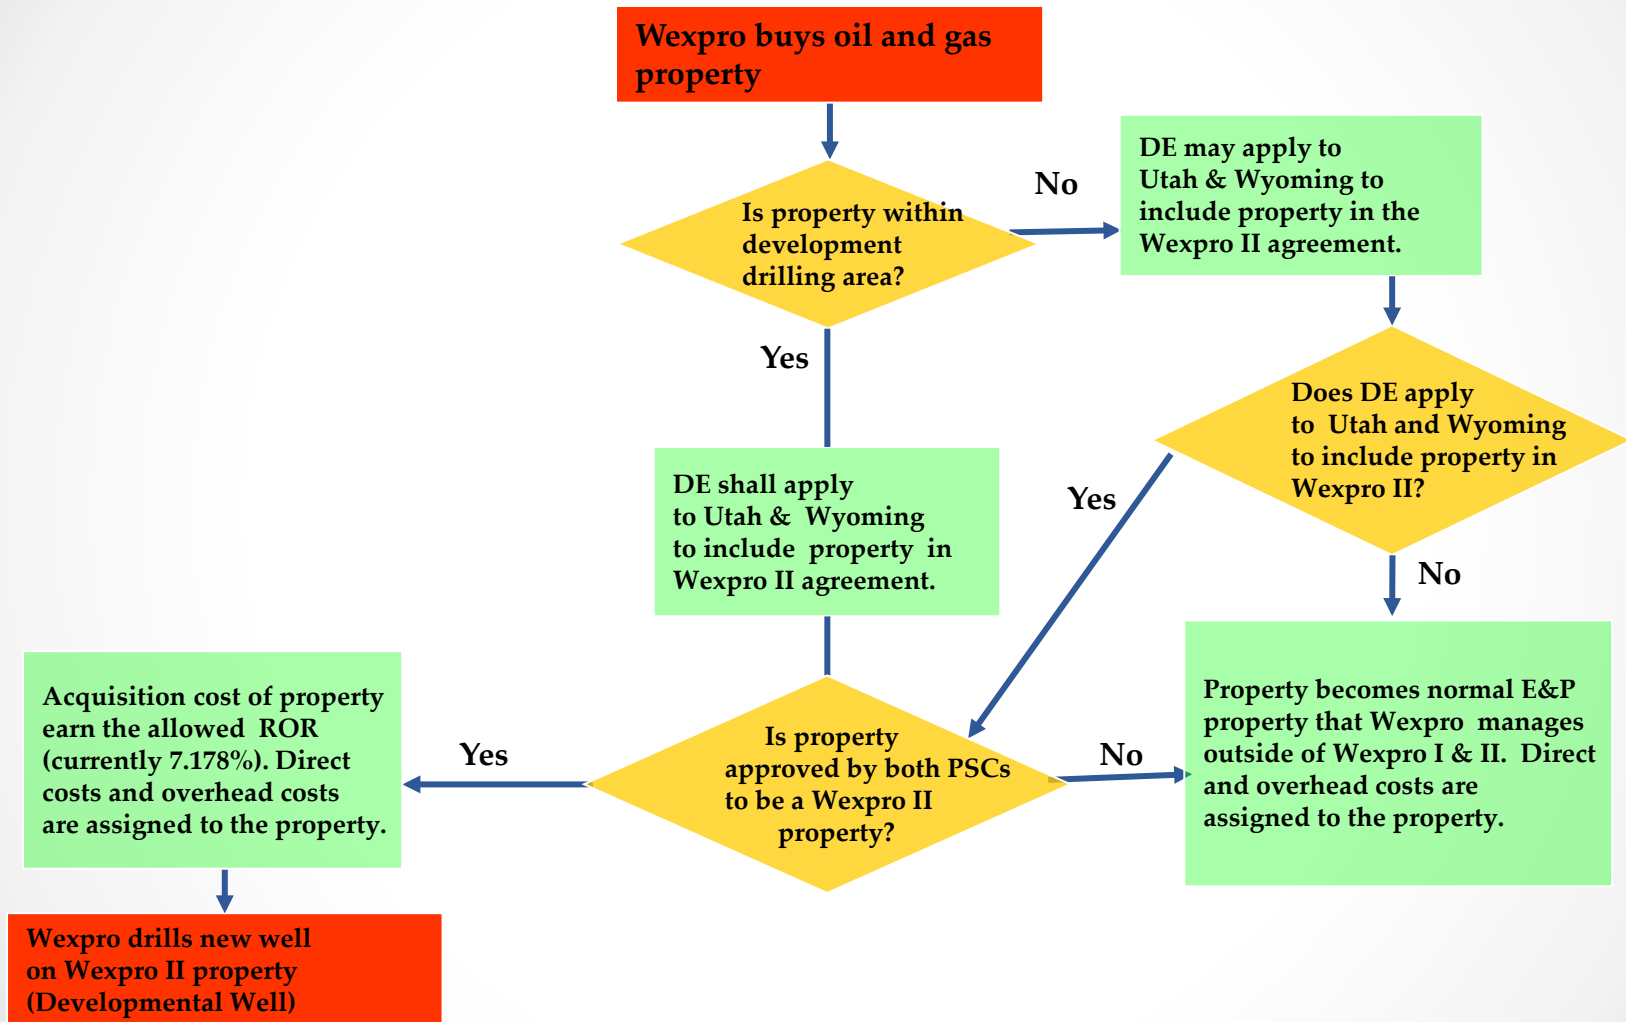 Wexpro buys oil and gas
property
DE may apply to
Utah & Wyoming to
include property in the
Wexpro II agreement.
No
Is property within
development
drilling area?
Yes
Does DE apply
to Utah and Wyoming
to include property in
Wexpro II?
DE shall apply
to Utah & Wyoming
to include property in
Wexpro II agreement.
Yes
No
Acquisition cost of property
earn the allowed ROR
(currently 7.178%). Direct
costs and overhead costs
are assigned to the property.
Yes
Is property
approved by both PSCs
to be a Wexpro II
property?
No
Property becomes normal E&P
property that Wexpro manages
outside of Wexpro I & II. Direct
and overhead costs are
assigned to the property.
Wexpro drills new well
on Wexpro II property
(Developmental Well)